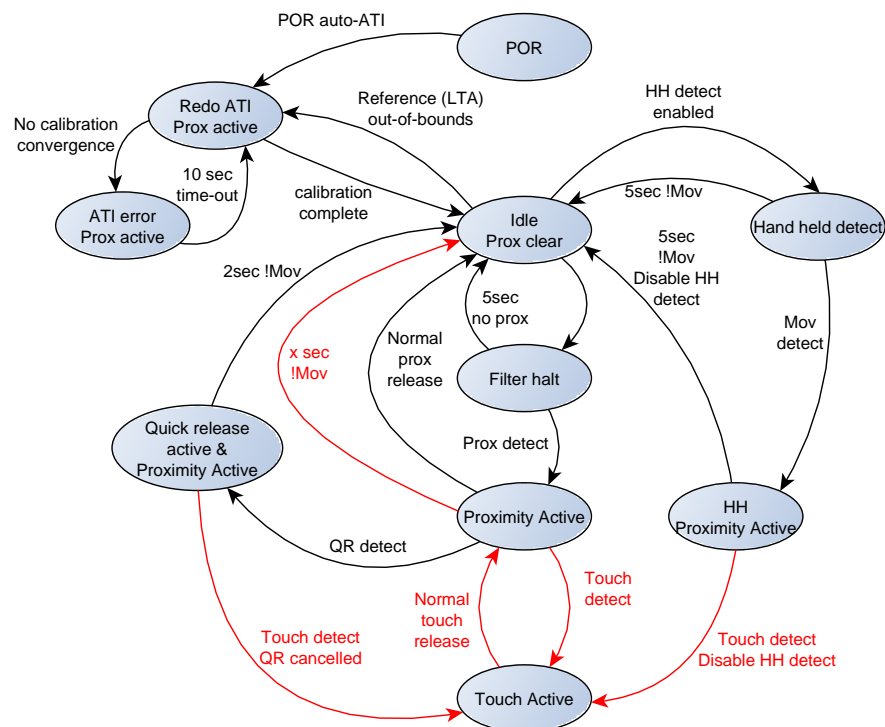 POR auto-ATI
POR
Redo ATI
Prox active
Reference (LTA)
out-of-bounds
HH detect
enabled
No calibration
convergence
10 sec
time-out
calibration
complete
5sec !Mov
ATI error
Prox active
Idle
Prox clear
Hand held detect
2sec !Mov
5sec
!Mov
Disable HH
detect
5sec
no prox
Normal
prox
release
x sec
!Mov
Mov
detect
Filter halt
Quick release
active &
Proximity Active
Prox detect
Proximity Active
HH
Proximity Active
QR detect
Normal
touch
release
Touch
detect
Touch detect
QR cancelled
Touch detect
Disable HH detect
Touch Active